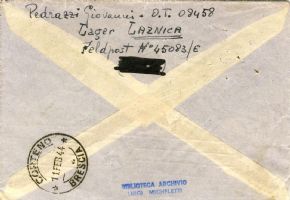 Pedrazzi Giovanni - O.T. 09458
Lager LAZNICA
Feldpost N° 45083/E
CORTENO * BRESCIA *
11 FEB 44
BIBLIOTECA ARCHIVIO
LUIGI MICHELETTI